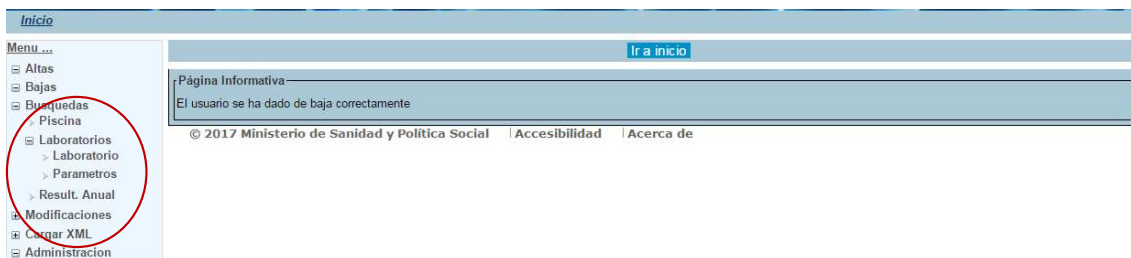 Inicio
Menu ...
Altas
Bajas
Busquedas
Piscina
Laboratorios
Laboratorio
Parametros
Result. Anual
Modificaciones
Cargar XML
Administracion
Ir a inicio
Página Informativa
El usuario se ha dado de baja correctamente
© 2017 Ministerio de Sanidad y Política Social | Accesibilidad | Acerca de